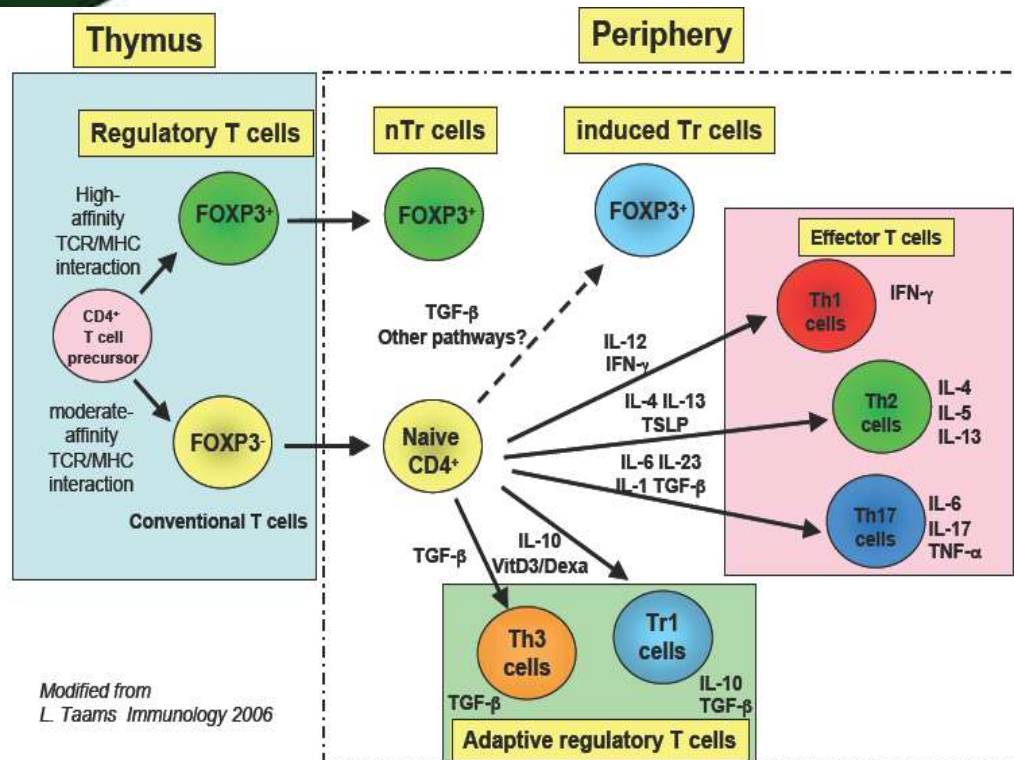 Thymus
Periphery
Regulatory T cells
nTr cells
induced Tr cells
High-
affinity
TCR/MHC
interaction
FOXP3⁺
FOXP3⁺
FOXP3⁺
Effector T cells
CD4⁺
T cell
precursor
TGF-β
Other pathways?
IL-12
IFN-γ
Th1
cells
IFN-γ
moderate-
affinity
TCR/MHC
interaction
FOXP3⁻
Naive
CD4⁺
IL-4 IL-13
TSLP
Th2
cells
IL-4
IL-5
IL-13
IL-6 IL-23
IL-1 TGF-β
Th17
cells
IL-6
IL-17
TNF-α
Conventional T cells
TGF-β
IL-10
VitD3/Dexa
Th3
cells
TGF-β
Tr1
cells
IL-10
TGF-β
Adaptive regulatory T cells
Modified from
L. Taams Immunology 2006